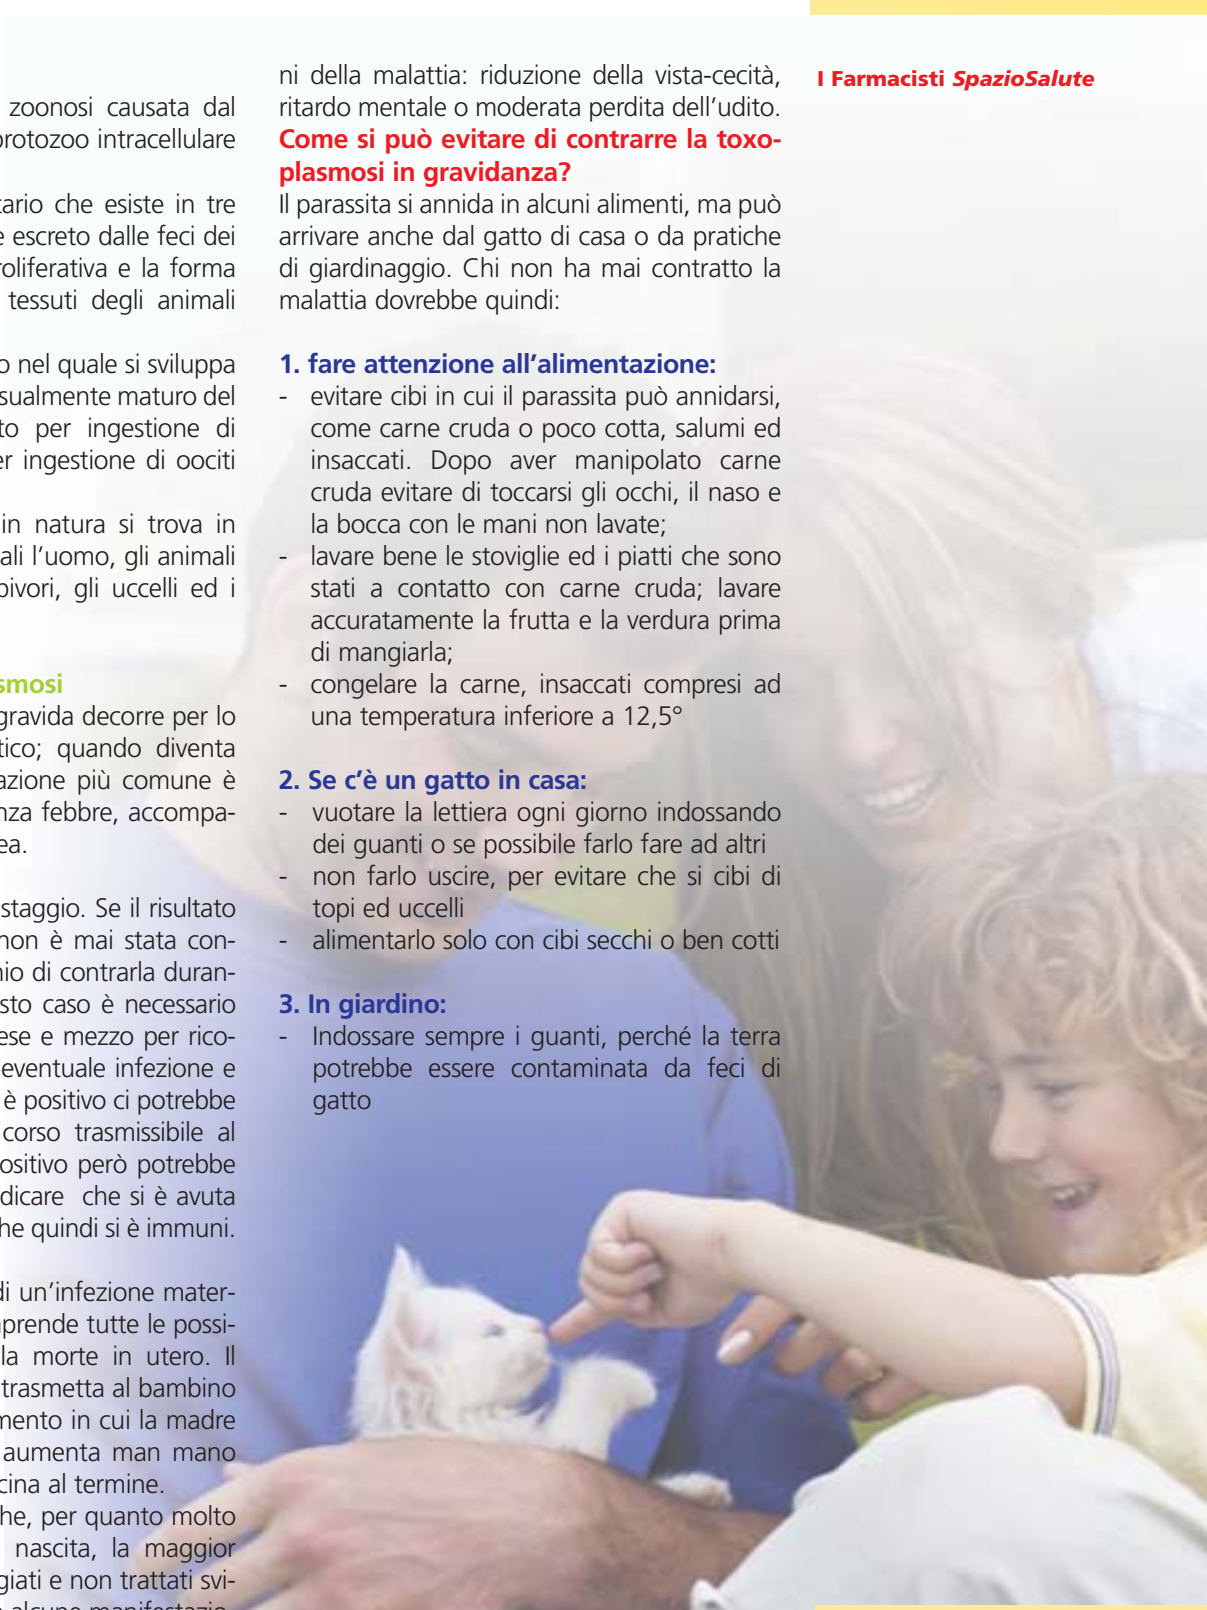 zoonosi causata dal
protozoo intracellulare
tario che esiste in tre
e escreto dalle feci dei
roliferativa e la forma
tessuti degli animali
o nel quale si sviluppa
sualmente maturo del
to per ingestione di
er ingestione di oociti
in natura si trova in
ali l'uomo, gli animali
bivori, gli uccelli ed i
smosi
gravida decorre per lo
tico; quando diventa
azione più comune è
nza febbre, accompa-
ea.
staggio. Se il risultato
non è mai stata con-
nio di contrarla duran-
sto caso è necessario
ese e mezzo per rico-
eventuale infezione e
è positivo ci potrebbe
corso trasmissibile al
ositivo però potrebbe
dicare che si è avuta
he quindi si è immuni.
di un'infezione mater-
prende tutte le possi-
la morte in utero. Il
trasmetta al bambino
mento in cui la madre
aumenta man mano
cina al termine.
he, per quanto molto
nascita, la maggior
giati e non trattati svi-
alcune manifestazio-
ni della malattia: riduzione della vista-cecità,
ritardo mentale o moderata perdita dell'udito.
Come si può evitare di contrarre la toxo-
plasmosi in gravidanza?
Il parassita si annida in alcuni alimenti, ma può
arrivare anche dal gatto di casa o da pratiche
di giardinaggio. Chi non ha mai contratto la
malattia dovrebbe quindi:
1. fare attenzione all'alimentazione:
- evitare cibi in cui il parassita può annidarsi,
come carne cruda o poco cotta, salumi ed
insaccati. Dopo aver manipolato carne
cruda evitare di toccarsi gli occhi, il naso e
la bocca con le mani non lavate;
- lavare bene le stoviglie ed i piatti che sono
stati a contatto con carne cruda; lavare
accuratamente la frutta e la verdura prima
di mangiarla;
- congelare la carne, insaccati compresi ad
una temperatura inferiore a 12,5°
2. Se c'è un gatto in casa:
- vuotare la lettiera ogni giorno indossando
dei guanti o se possibile farlo fare ad altri
- non farlo uscire, per evitare che si cibi di
topi ed uccelli
- alimentarlo solo con cibi secchi o ben cotti
3. In giardino:
- Indossare sempre i guanti, perché la terra
potrebbe essere contaminata da feci di
gatto
I Farmacisti SpazioSalute